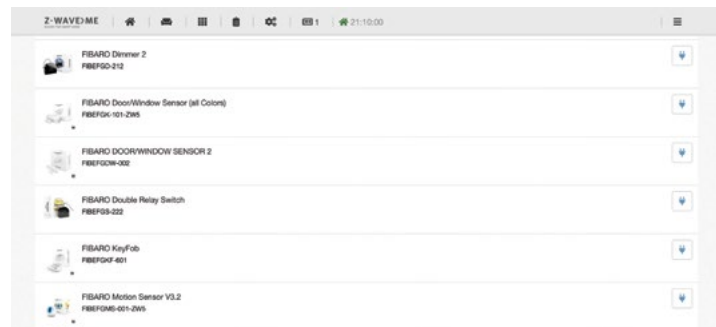 Z-WAVE>ME 1 21:10:00
FIBARO Dimmer 2
FIBEFGD-212
FIBARO Door/Window Sensor (all Colors)
FIBEFGK-101-ZW5
FIBARO DOOR/WINDOW SENSOR 2
FIBEFGDW-002
FIBARO Double Relay Switch
FIBEFGS-222
FIBARO KeyFob
FIBEFGKF-601
FIBARO Motion Sensor V3.2
FIBEFGMS-001-ZW5